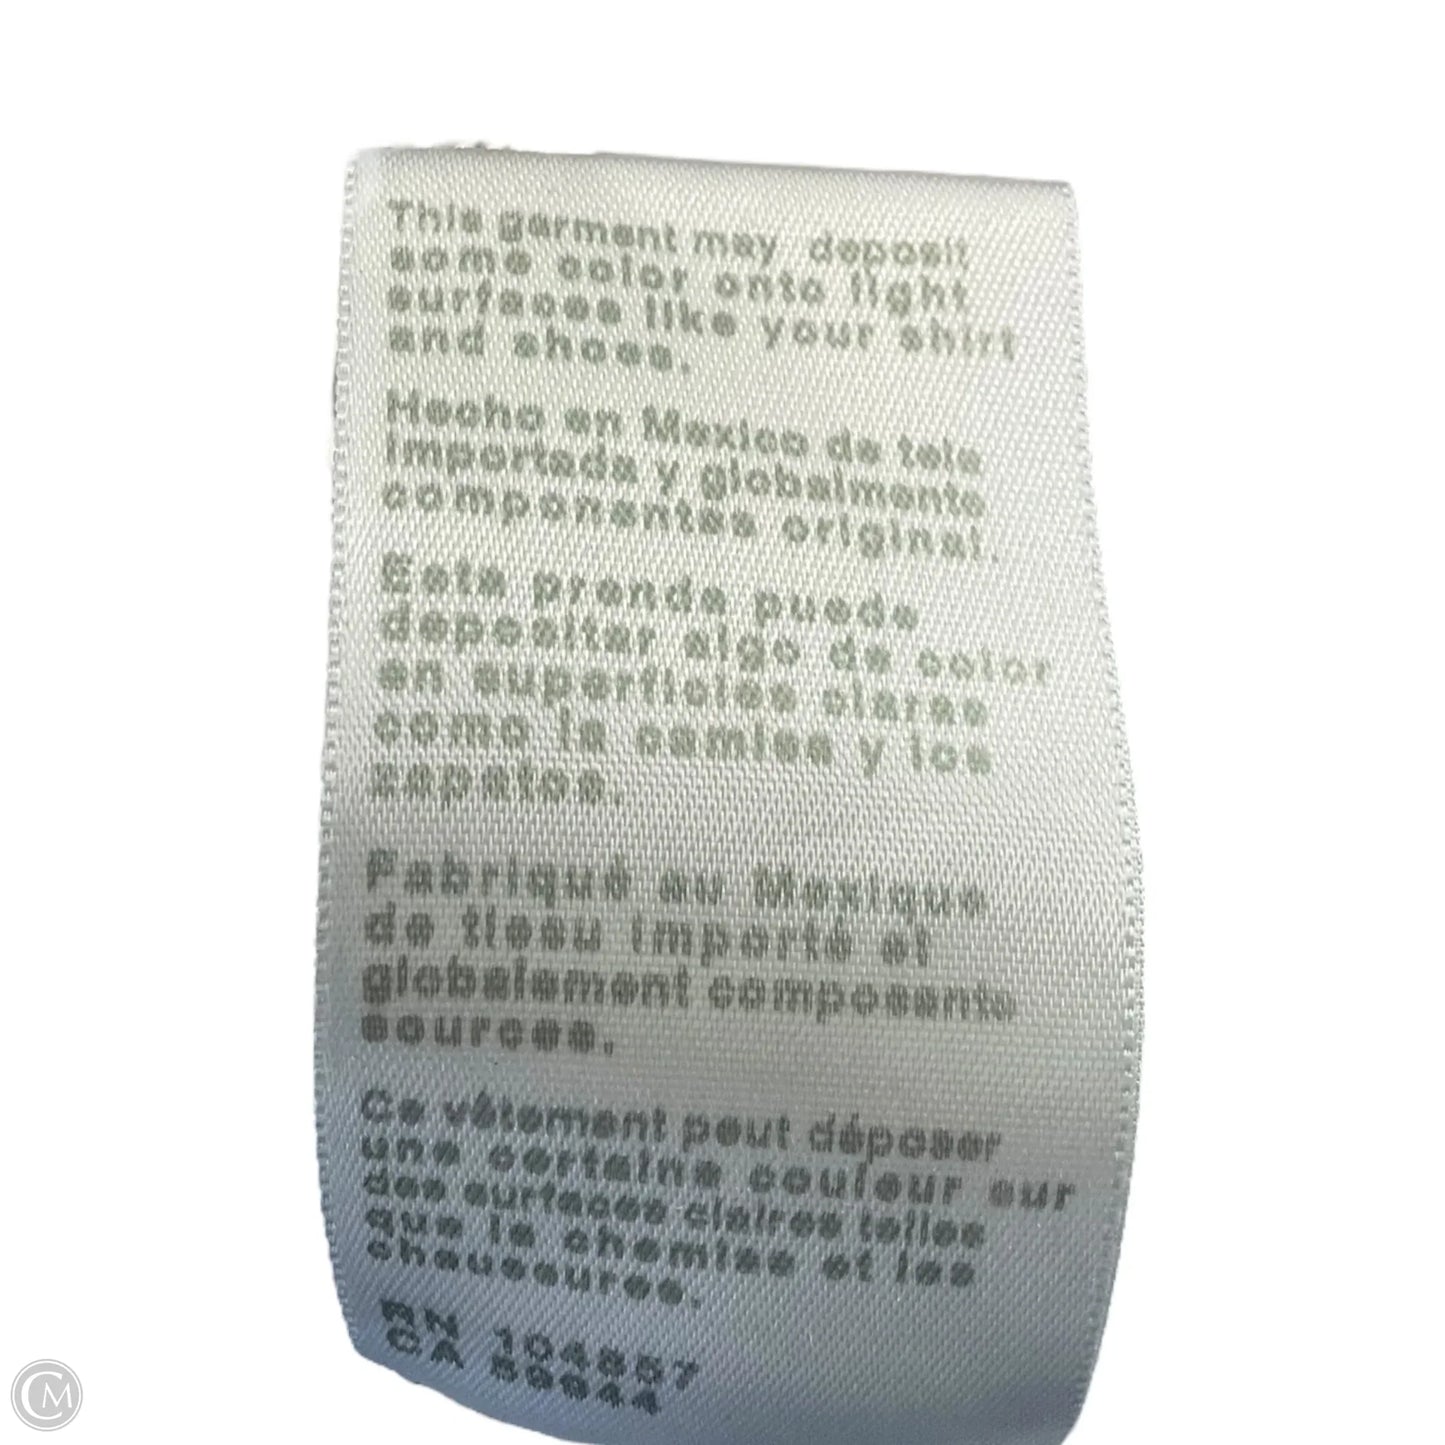 This garment may deposit
some color onto light
surfaces like your shirt
and shoes.
Hecho en Mexico de tela
importada y globalmente
componentes original.
Esta prenda puede
depositar algo de color
en superficies claras
como la camisa y los
zapatos.
Fabriqué au Mexique
de tissu importé et
globalement composants
sources.
Ce vêtement peut déposer
une certaine couleur sur
des surfaces claires telles
que la chemise et les
chaussures.
RN 104857
CA
CM